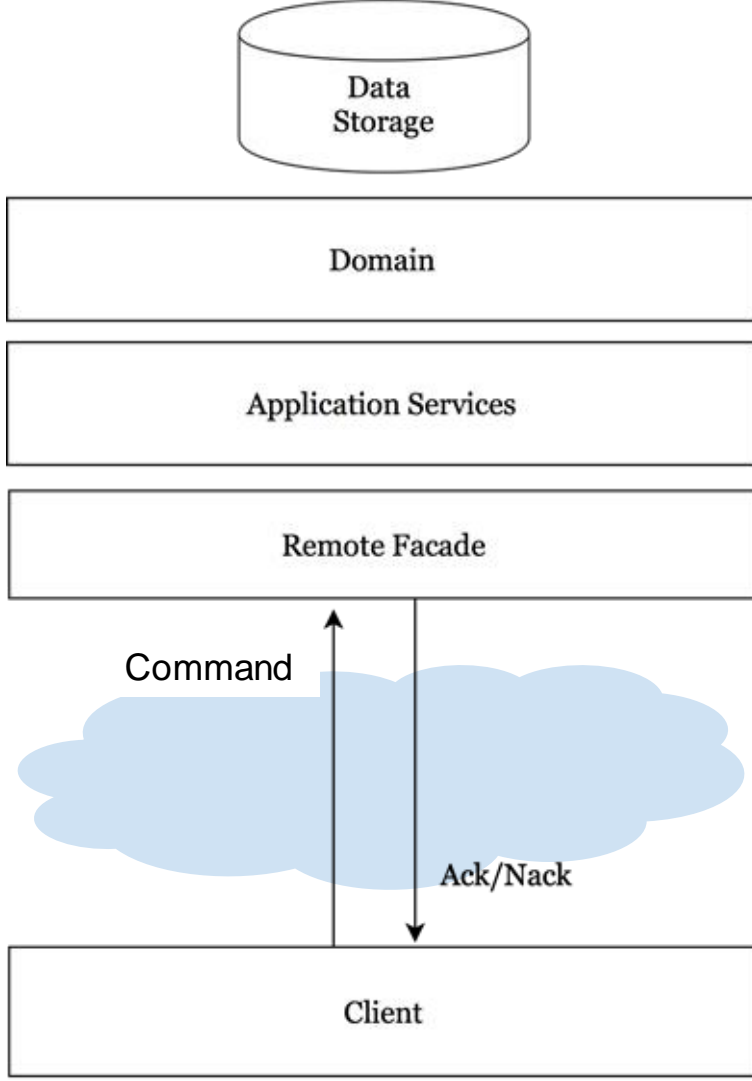 Data
Storage
Domain
Application Services
Remote Facade
Command
Ack/Nack
Client